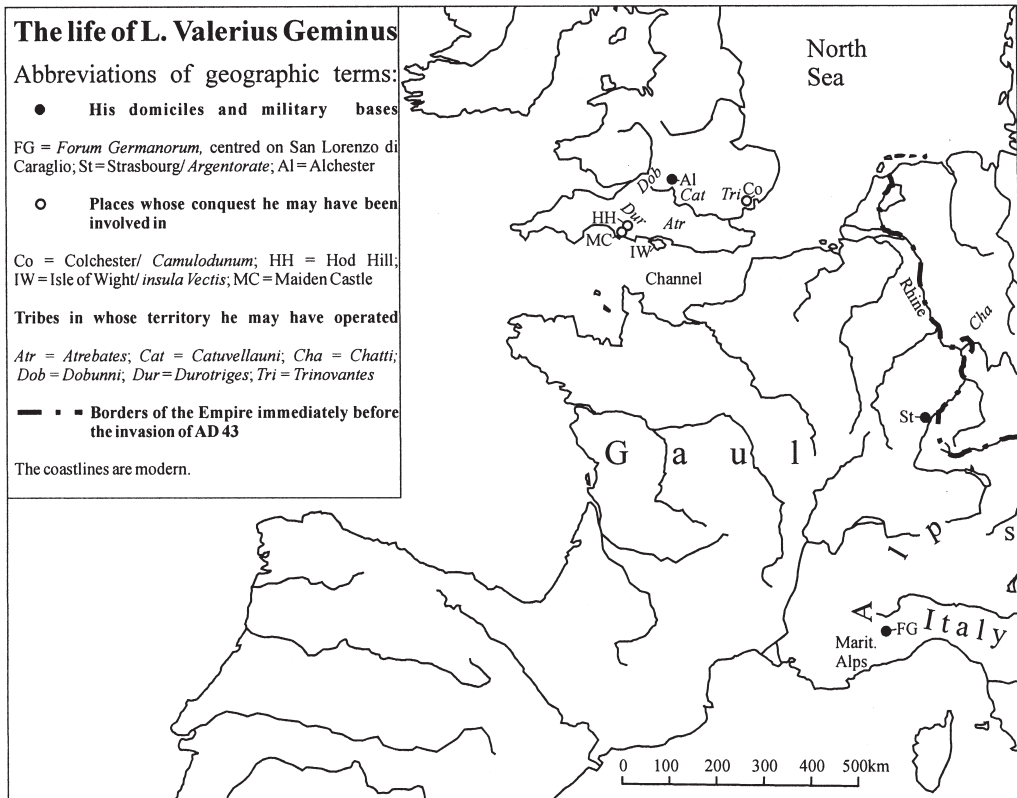 The life of L. Valerius Geminus
Abbreviations of geographic terms:
His domiciles and military bases
FG = Forum Germanorum, centred on San Lorenzo di
Caraglio; St = Strasbourg/ Argentorate; Al = Alchester
Places whose conquest he may have been
involved in
Co = Colchester/ Camulodunum; HH = Hod Hill;
IW = Isle of Wight/ insula Vectis; MC = Maiden Castle
Tribes in whose territory he may have operated
Atr = Atrebates; Cat = Catuvellauni; Cha = Chatti;
Dob = Dobunni; Dur = Durotriges; Tri = Trinovantes
Borders of the Empire immediately before
the invasion of AD 43
The coastlines are modern.
North
Sea
Dob
Al
Cat
Tri
Co
HH
Dur
Atr
MC
IW
Channel
Rhine
Cha
St
Gaul
Alps
Italy
FG
Marit.
Alps
0 100 200 300 400 500km